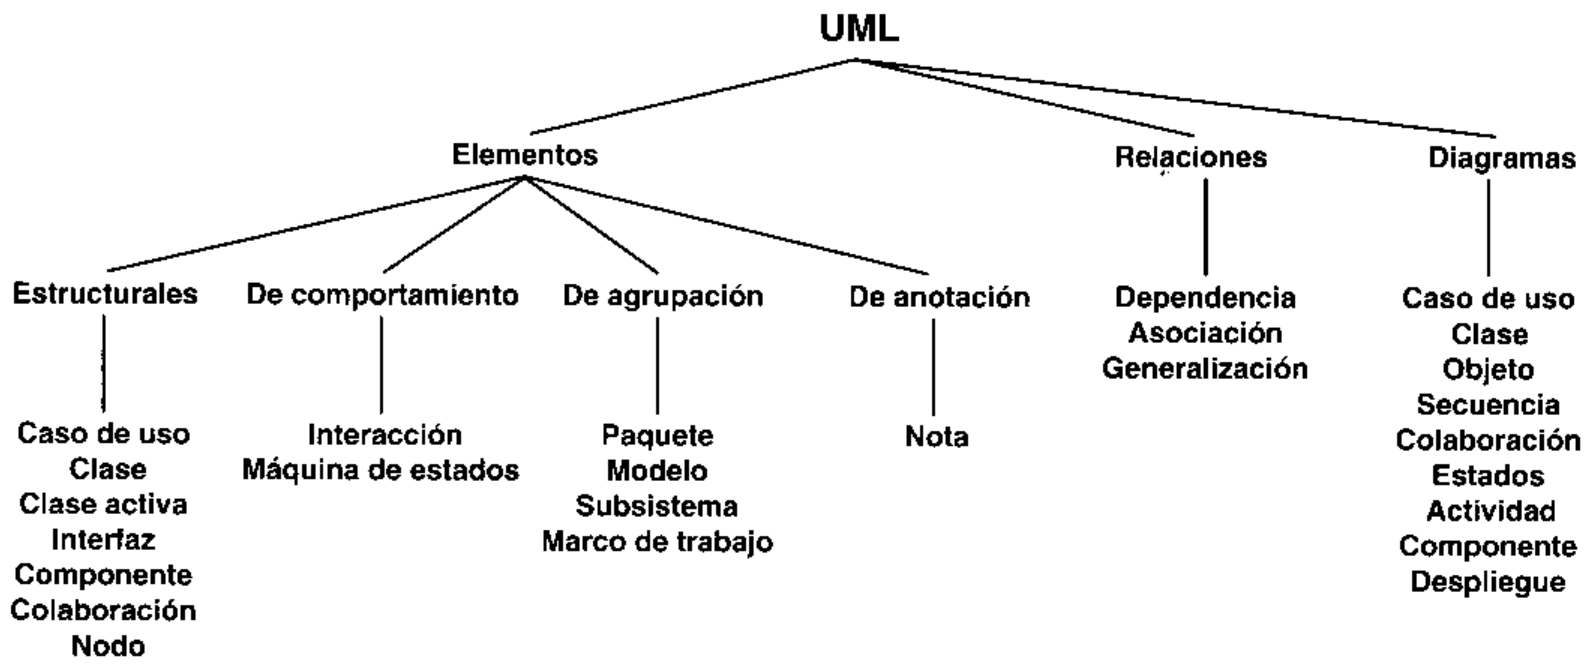 UML
Elementos
Relaciones
Diagramas
Estructurales
De comportamiento
De agrupación
De anotación
Dependencia
Asociación
Generalización
Caso de uso
Clase
Objeto
Secuencia
Colaboración
Estados
Actividad
Componente
Despliegue
Caso de uso
Clase
Clase activa
Interfaz
Componente
Colaboración
Nodo
Interacción
Máquina de estados
Paquete
Modelo
Subsistema
Marco de trabajo
Nota